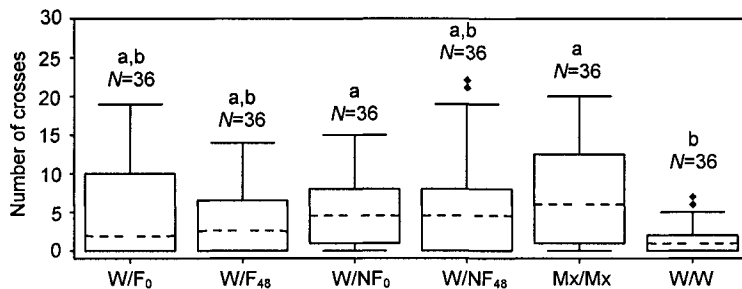 30
25
20
15
10
5
0
Number of crosses
a,b
N=36
a,b
N=36
a
N=36
a,b
N=36
a
N=36
b
N=36
W/F₀
W/F₄₈
W/NF₀
W/NF₄₈
Mx/Mx
W/W